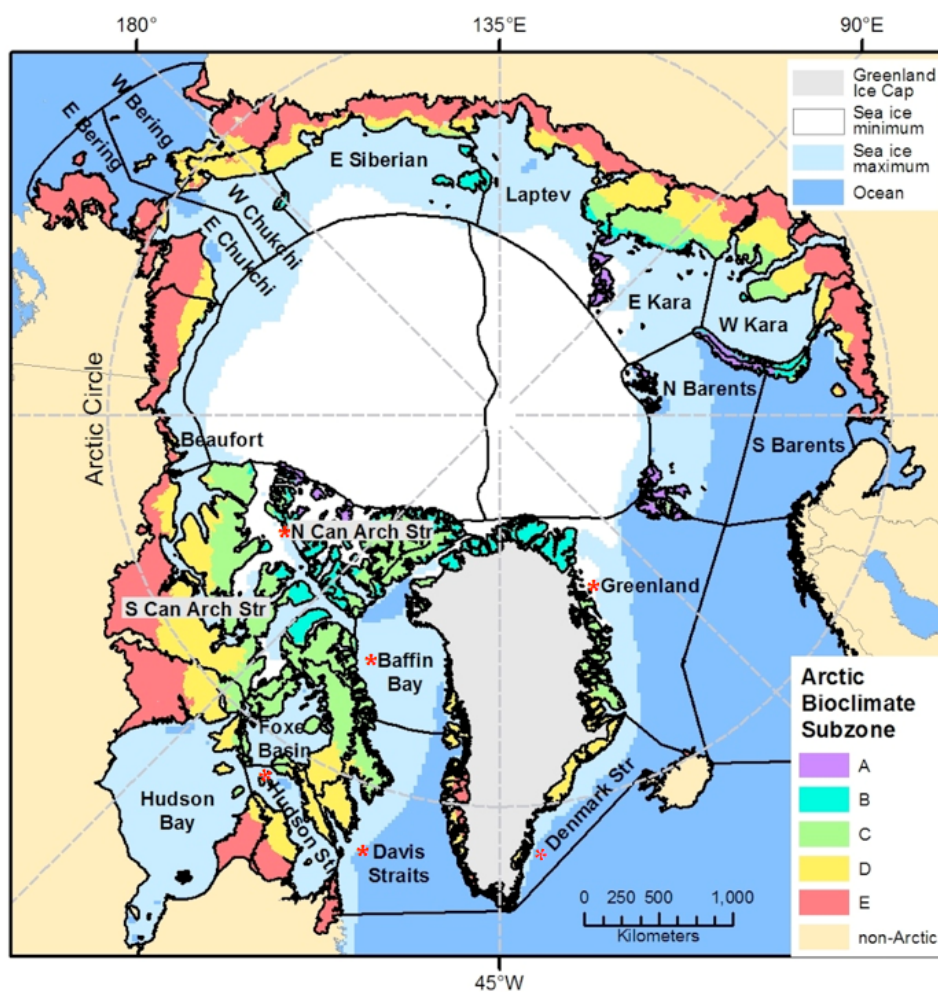 180°
135°E
90°E
Greenland
Ice Cap
Sea ice
minimum
Sea ice
maximum
Ocean
W Bering
E Bering
E Siberian
Laptev
W Chukchi
E Chukchi
E Kara
W Kara
Arctic Circle
N Barents
Beaufort
S Barents
*N Can Arch Str
*Greenland
S Can Arch Str
*Baffin
Bay
Foxe
Basin
*Hudson Str
Hudson
Bay
* Davis
Straits
* Denmark Str
Arctic
Bioclimate
Subzone
A
B
C
D
E
non-Arctic
0 250 500 1,000
Kilometers
45°W